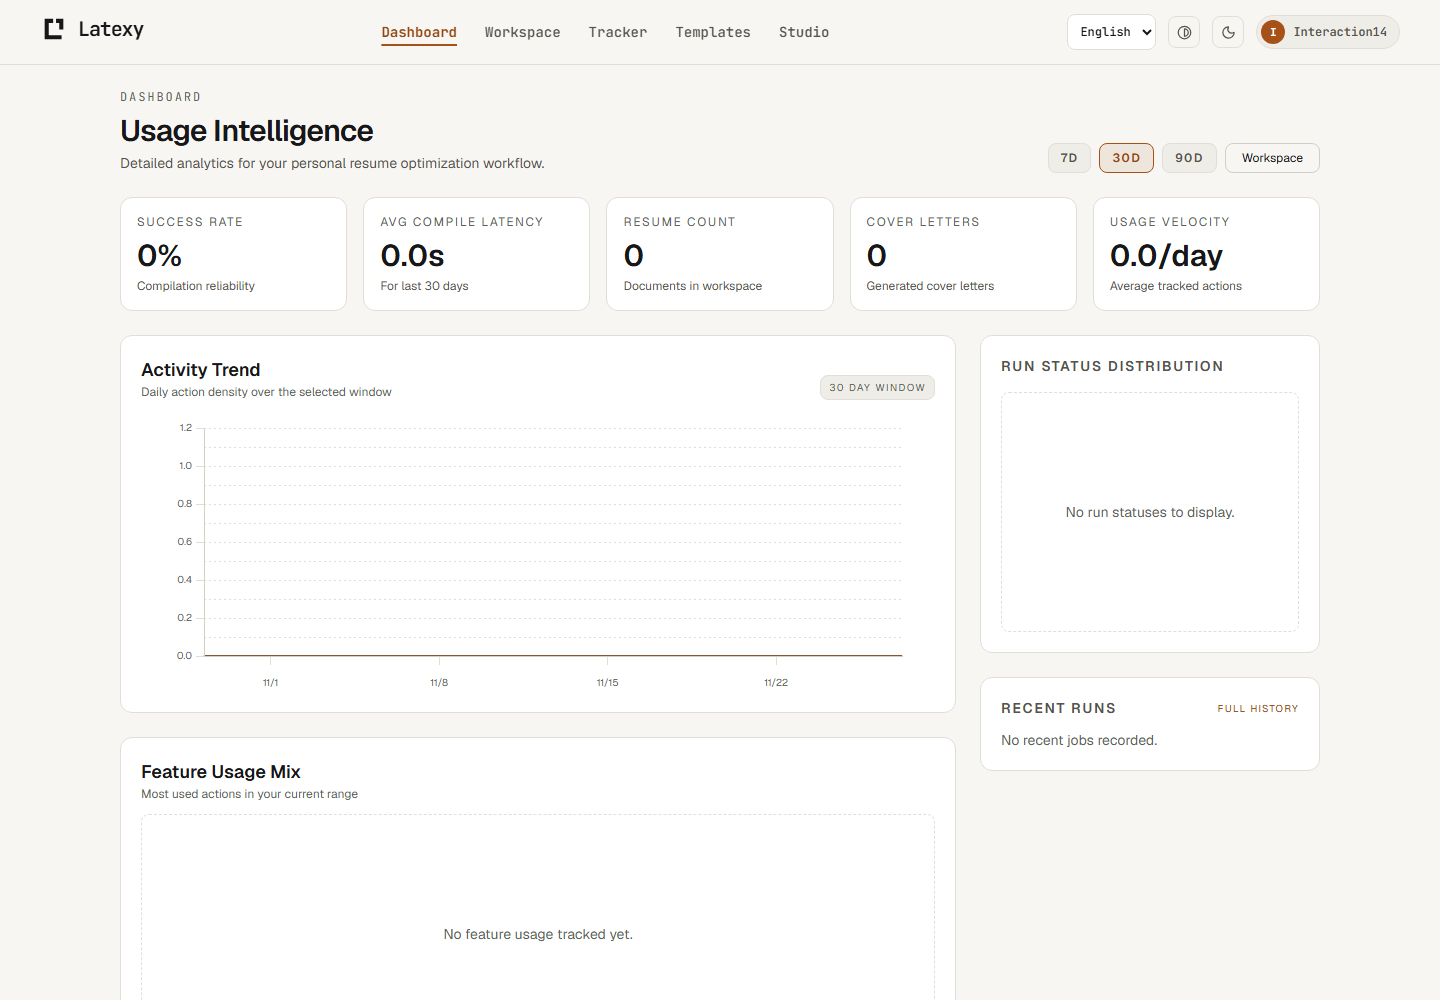 Latexy
Dashboard
Workspace
Tracker
Templates
Studio
English
I
Interaction14
DASHBOARD
Usage Intelligence
Detailed analytics for your personal resume optimization workflow.
7D
30D
90D
Workspace
SUCCESS RATE
0%
Compilation reliability
AVG COMPILE LATENCY
0.0s
For last 30 days
RESUME COUNT
0
Documents in workspace
COVER LETTERS
0
Generated cover letters
USAGE VELOCITY
0.0/day
Average tracked actions
Activity Trend
Daily action density over the selected window
30 DAY WINDOW
1.2
1.0
0.8
0.6
0.4
0.2
0.0
11/1
11/8
11/15
11/22
RUN STATUS DISTRIBUTION
No run statuses to display.
RECENT RUNS
FULL HISTORY
No recent jobs recorded.
Feature Usage Mix
Most used actions in your current range
No feature usage tracked yet.